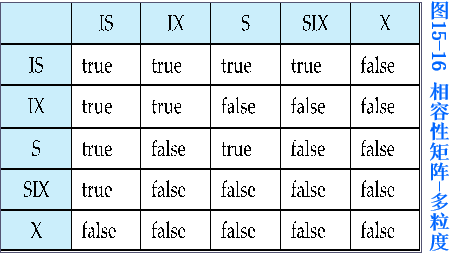 IS IX S SIX X
IS true true true true false
IX true true false false false
S true false true false false
SIX true false false false false
X false false false false false
图15-16 相容性矩阵-多粒度